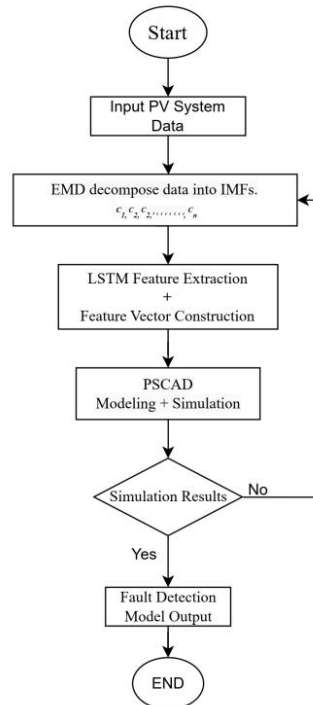 Start
Input PV System
Data
EMD decompose data into IMFs.
c1, c2, c2, . . . . . . . , cn
LSTM Feature Extraction
+
Feature Vector Construction
PSCAD
Modeling + Simulation
Simulation Results
No
Yes
Fault Detection
Model Output
END